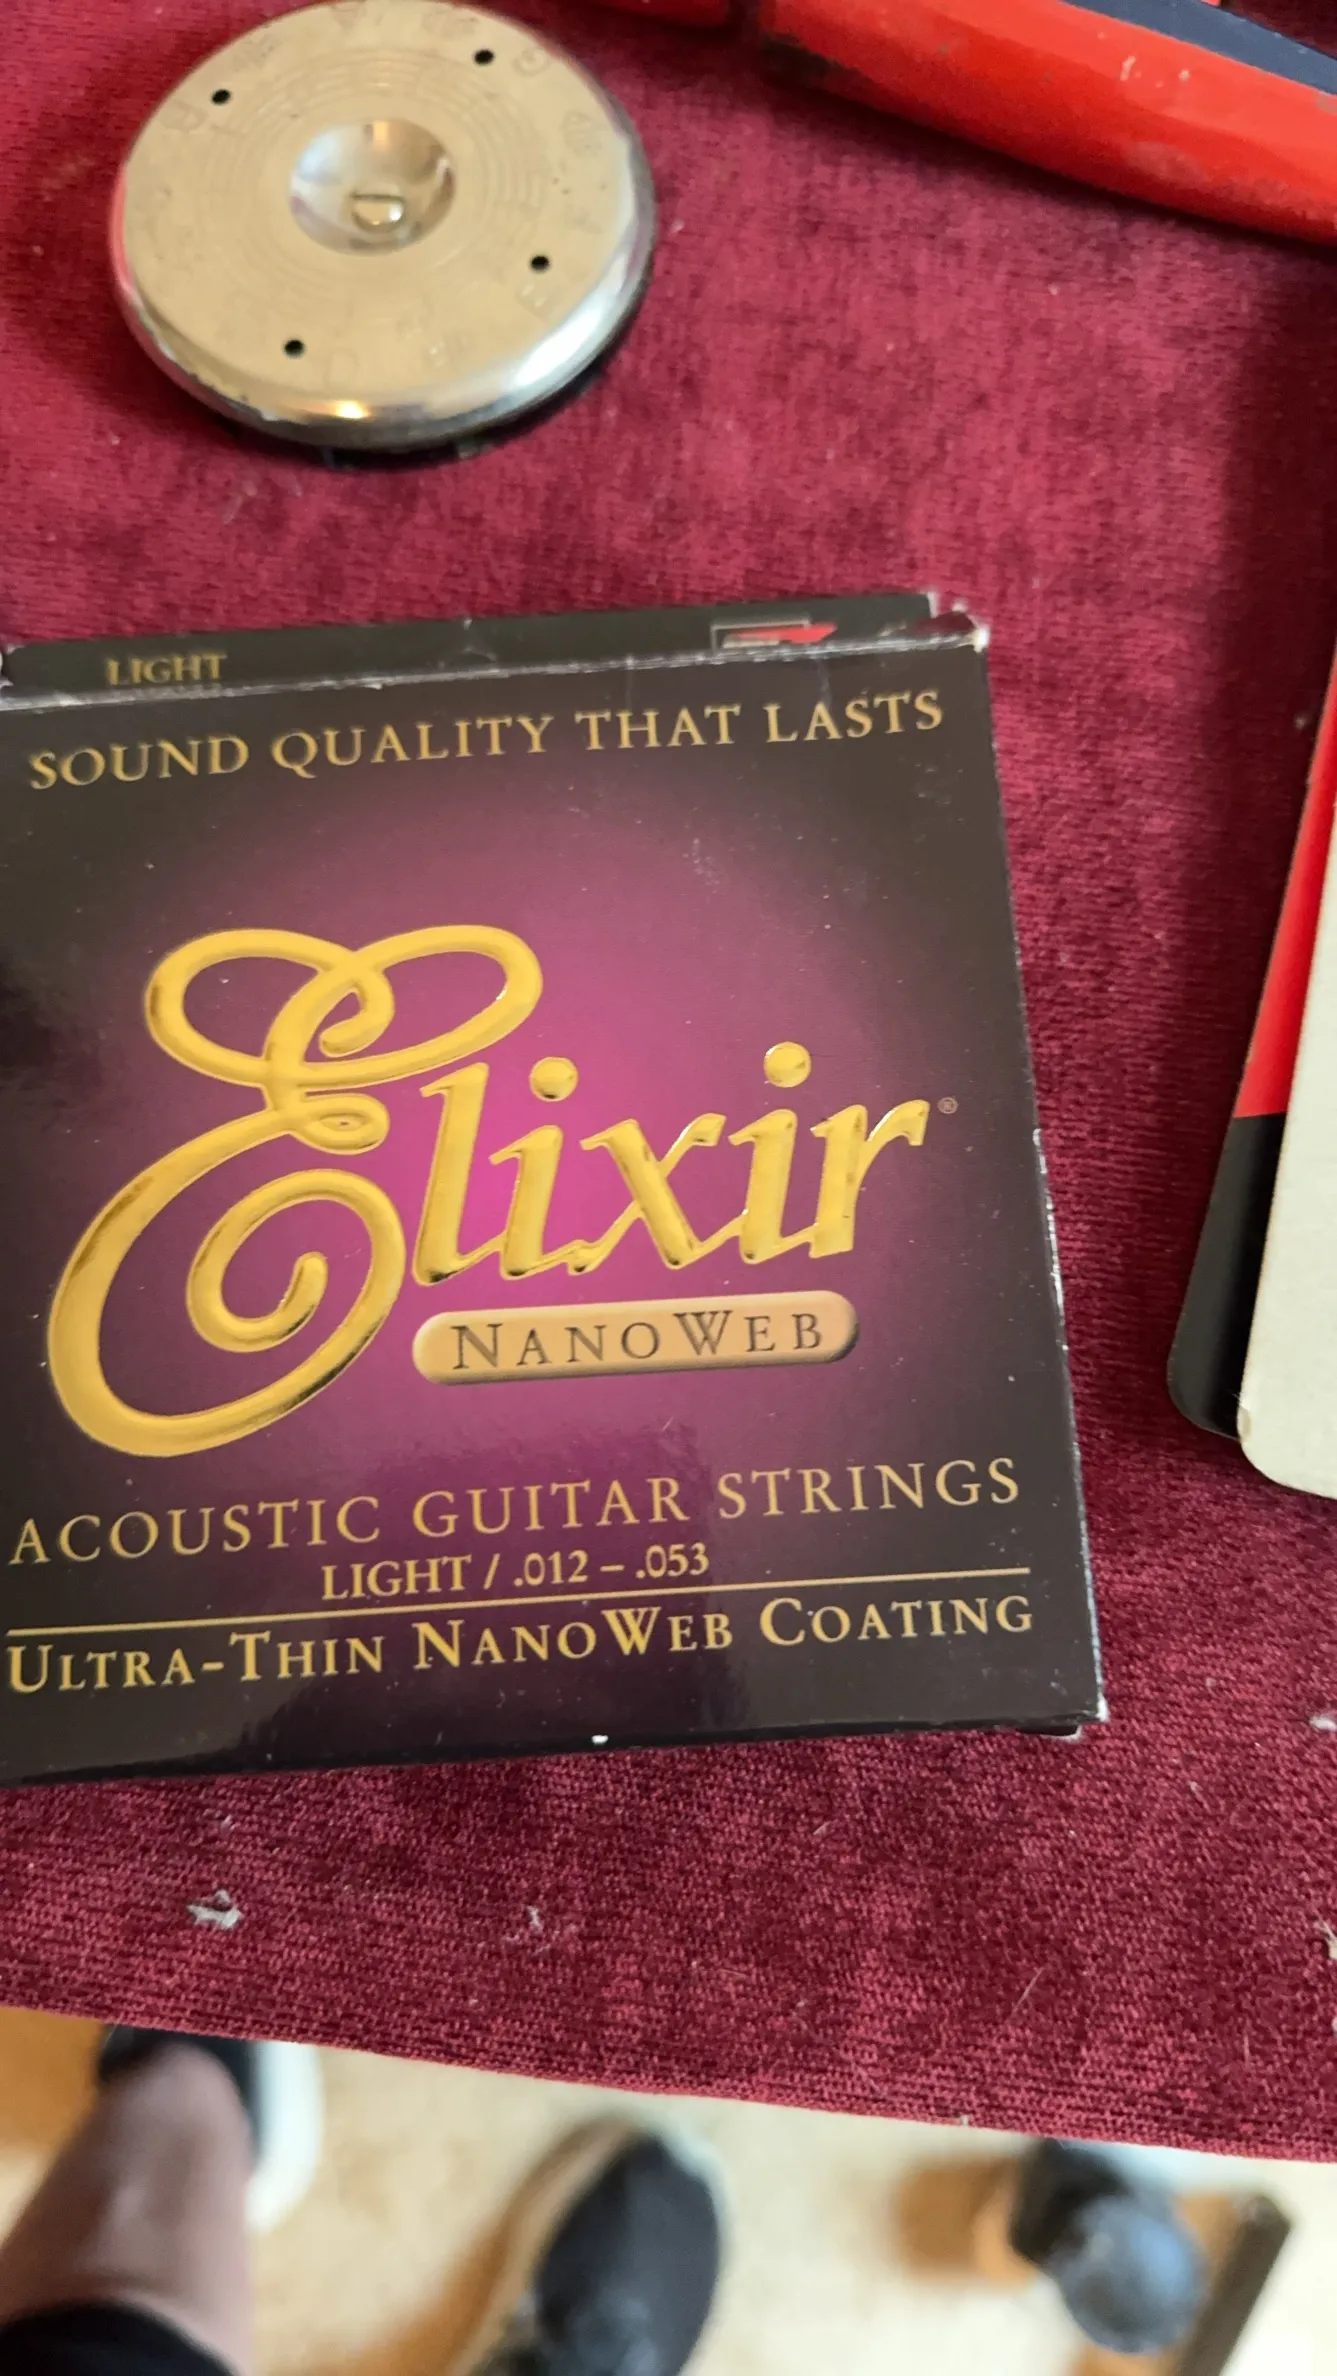 LIGHT
SOUND QUALITY THAT LASTS
Elixir®
NANOWEB
ACOUSTIC GUITAR STRINGS
LIGHT / .012 – .053
ULTRA-THIN NANOWEB COATING